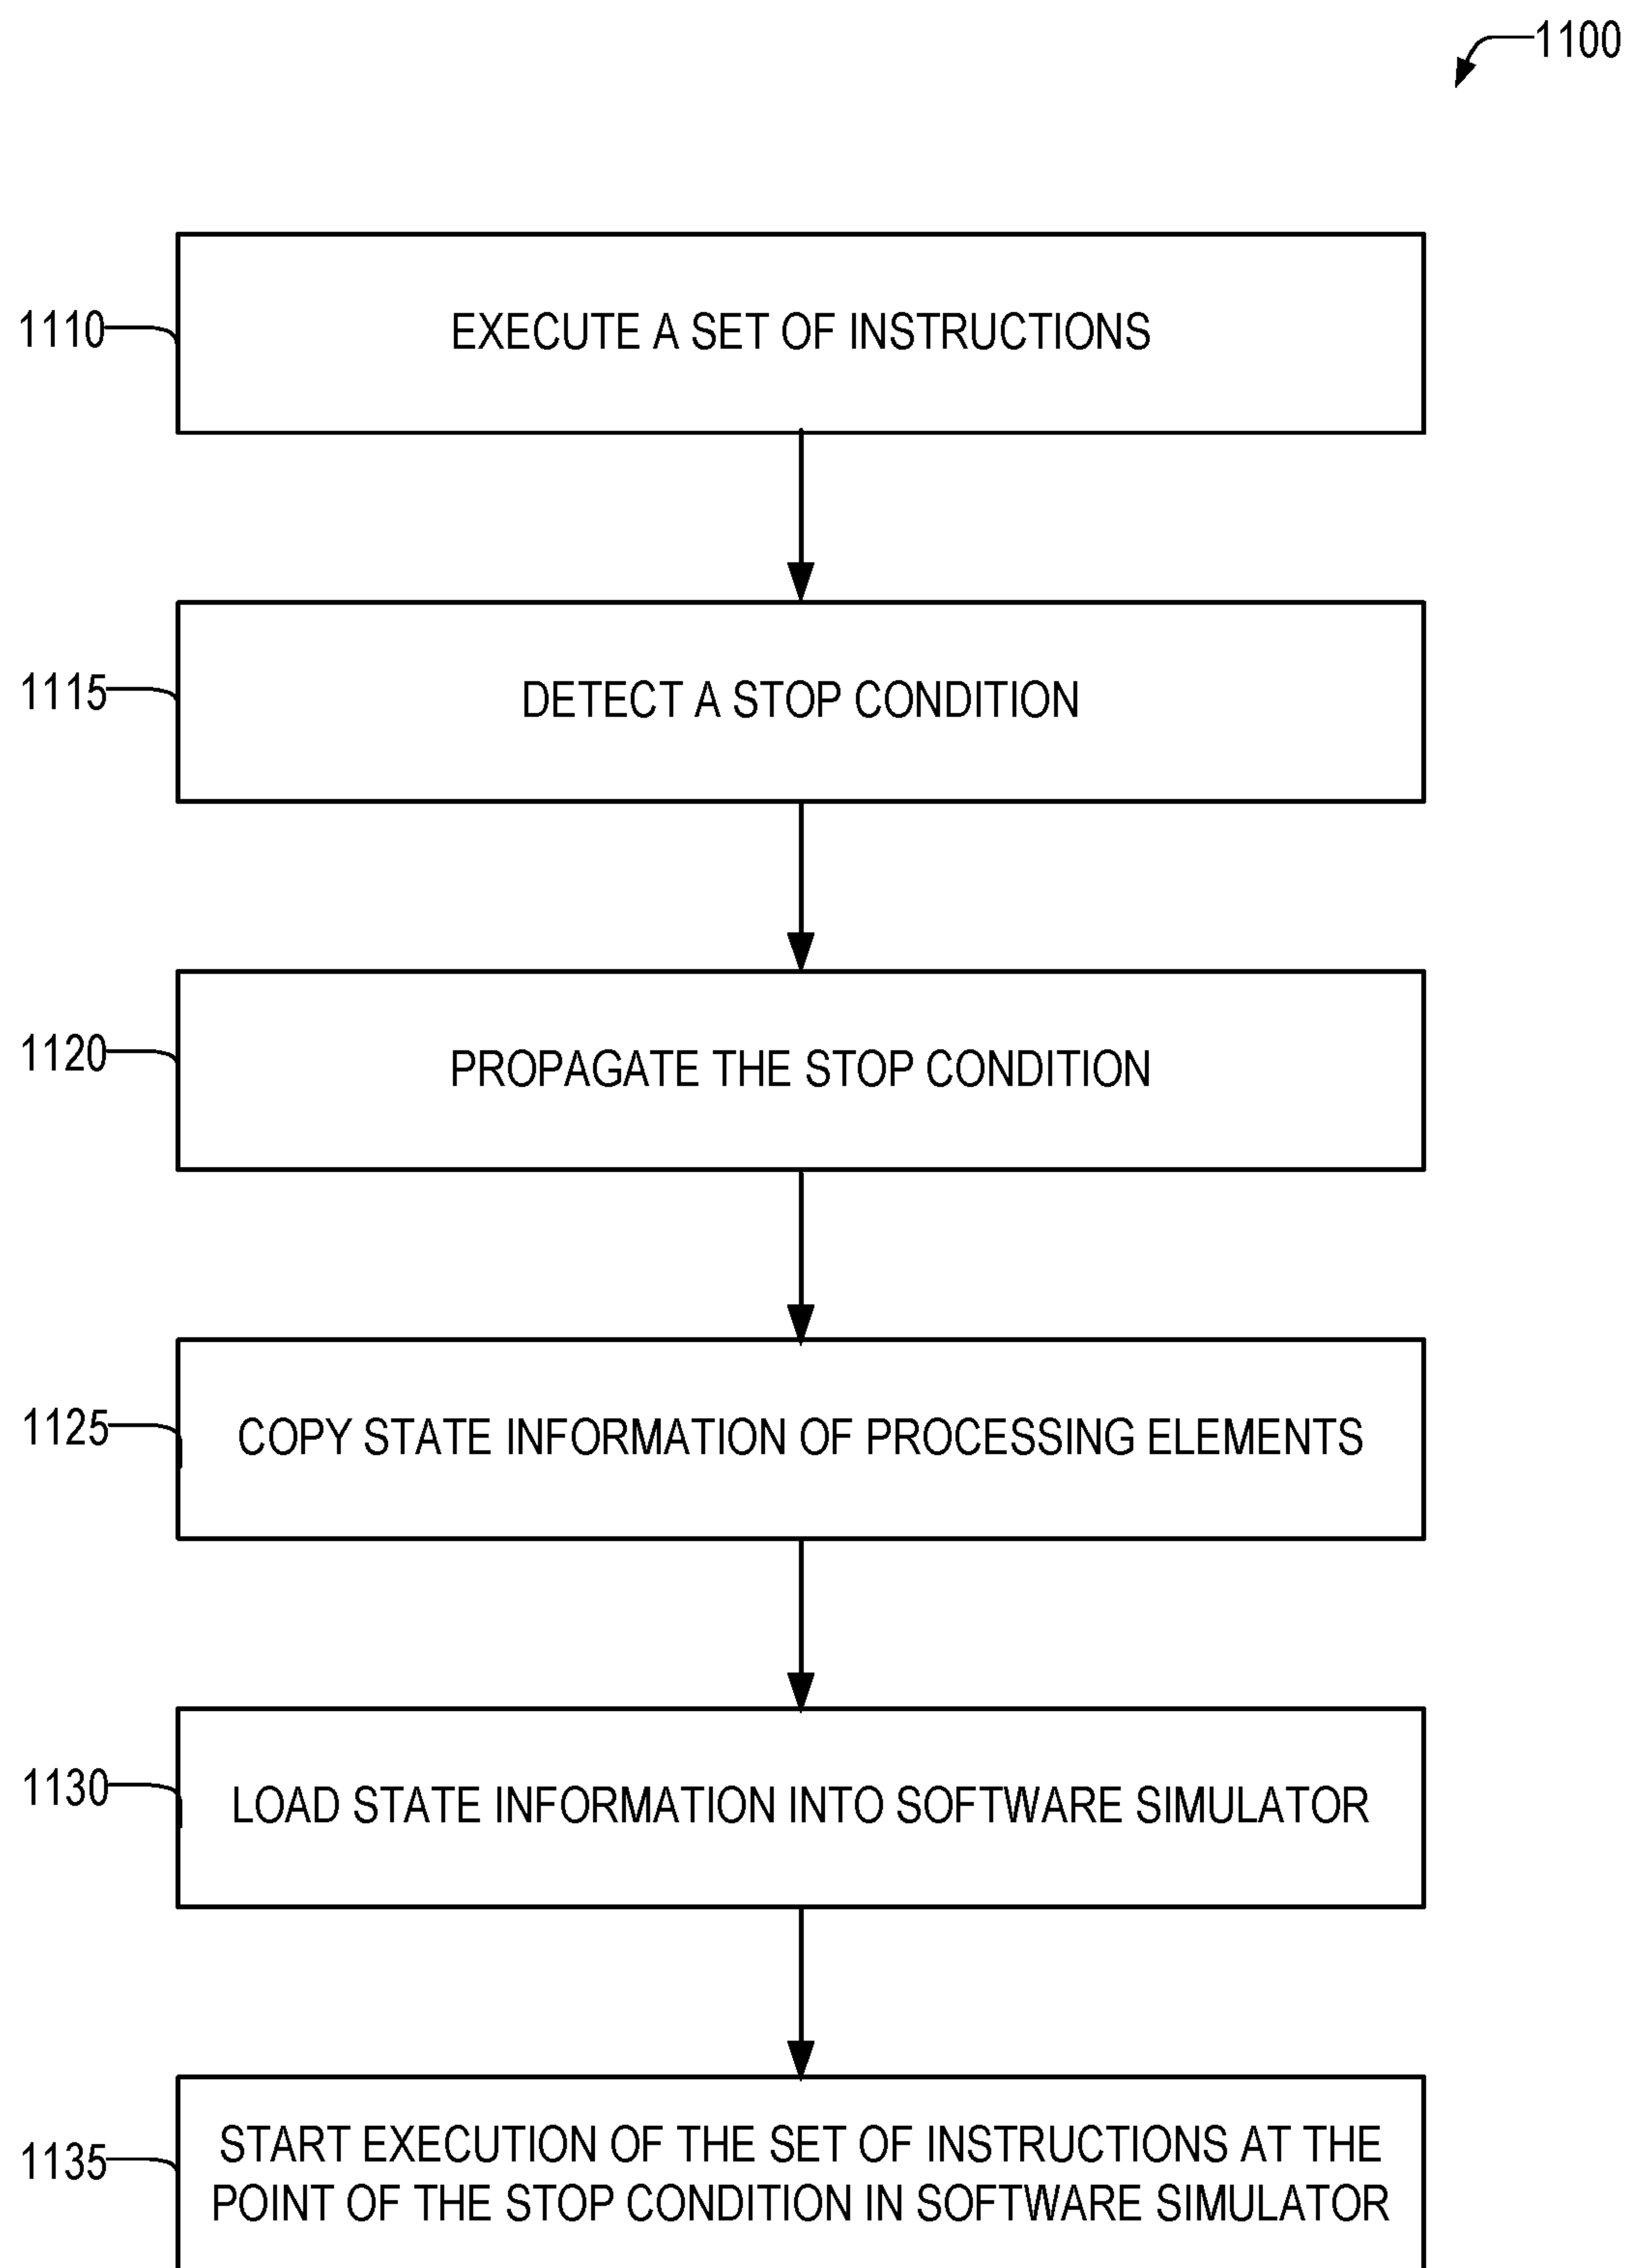 1100
1110
EXECUTE A SET OF INSTRUCTIONS
1115
DETECT A STOP CONDITION
1120
PROPAGATE THE STOP CONDITION
1125
COPY STATE INFORMATION OF PROCESSING ELEMENTS
1130
LOAD STATE INFORMATION INTO SOFTWARE SIMULATOR
1135
START EXECUTION OF THE SET OF INSTRUCTIONS AT THE
POINT OF THE STOP CONDITION IN SOFTWARE SIMULATOR